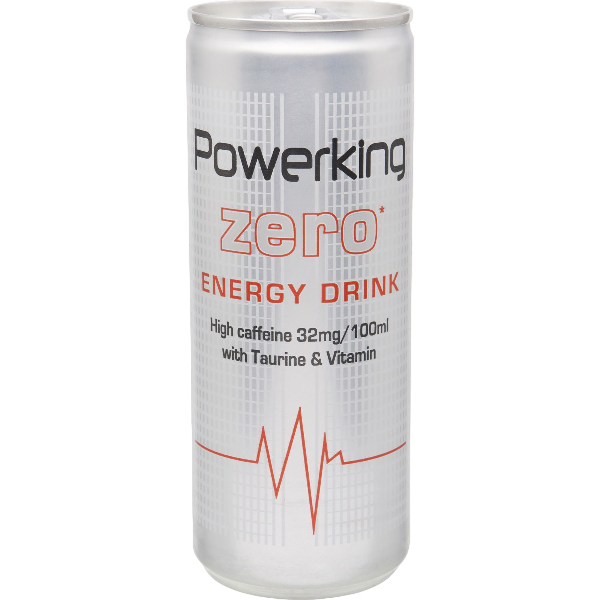 Powerking
zero*
ENERGY DRINK
High caffeine 32mg/100ml
with Taurine & Vitamin